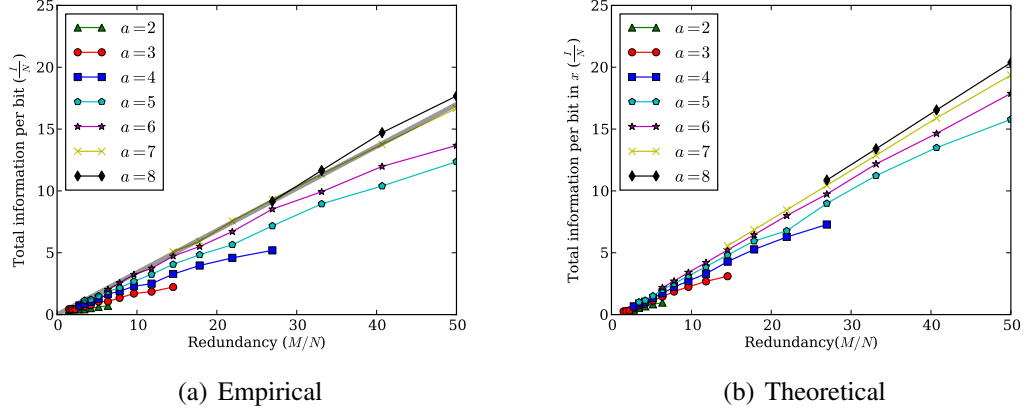 Total information per bit (I/N)
25
20
15
10
5
0
a=2
a=3
a=4
a=5
a=6
a=7
a=8
0 10 20 30 40 50
Redundancy (M/N)
(a) Empirical
Total information per bit in x (I/N)
25
20
15
10
5
0
a=2
a=3
a=4
a=5
a=6
a=7
a=8
0 10 20 30 40 50
Redundancy(M/N)
(b) Theoretical